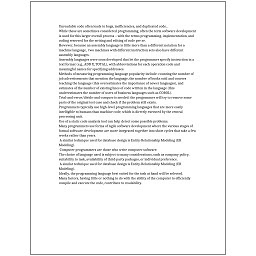 Unreadable code often leads to bugs, inefficiencies, and duplicated code.
While these are sometimes considered programming, often the term software development
is used for this larger overall process – with the terms programming, implementation, and
coding reserved for the writing and editing of code per se.
However, because an assembly language is little more than a different notation for a
machine language, two machines with different instruction sets also have different
assembly languages.
Assembly languages were soon developed that let the programmer specify instruction in a
text format (e.g., ADD X, TOTAL), with abbreviations for each operation code and
meaningful names for specifying addresses.
Methods of measuring programming language popularity include: counting the number of
job advertisements that mention the language, the number of books sold and courses
teaching the language (this overestimates the importance of newer languages), and
estimates of the number of existing lines of code written in the language (this
underestimates the number of users of business languages such as COBOL).
Trial-and-error/divide-and-conquer is needed: the programmer will try to remove some
parts of the original test case and check if the problem still exists.
Programmers typically use high-level programming languages that are more easily
intelligible to humans than machine code, which is directly executed by the central
processing unit.
Use of a static code analysis tool can help detect some possible problems.
Many programmers use forms of Agile software development where the various stages of
formal software development are more integrated together into short cycles that take a few
weeks rather than years.
A similar technique used for database design is Entity-Relationship Modeling (ER
Modeling).
Computer programmers are those who write computer software.
The choice of language used is subject to many considerations, such as company policy,
suitability to task, availability of third-party packages, or individual preference.
A similar technique used for database design is Entity-Relationship Modeling (ER
Modeling).
Ideally, the programming language best suited for the task at hand will be selected.
Many factors, having little or nothing to do with the ability of the computer to efficiently
compile and execute the code, contribute to readability.